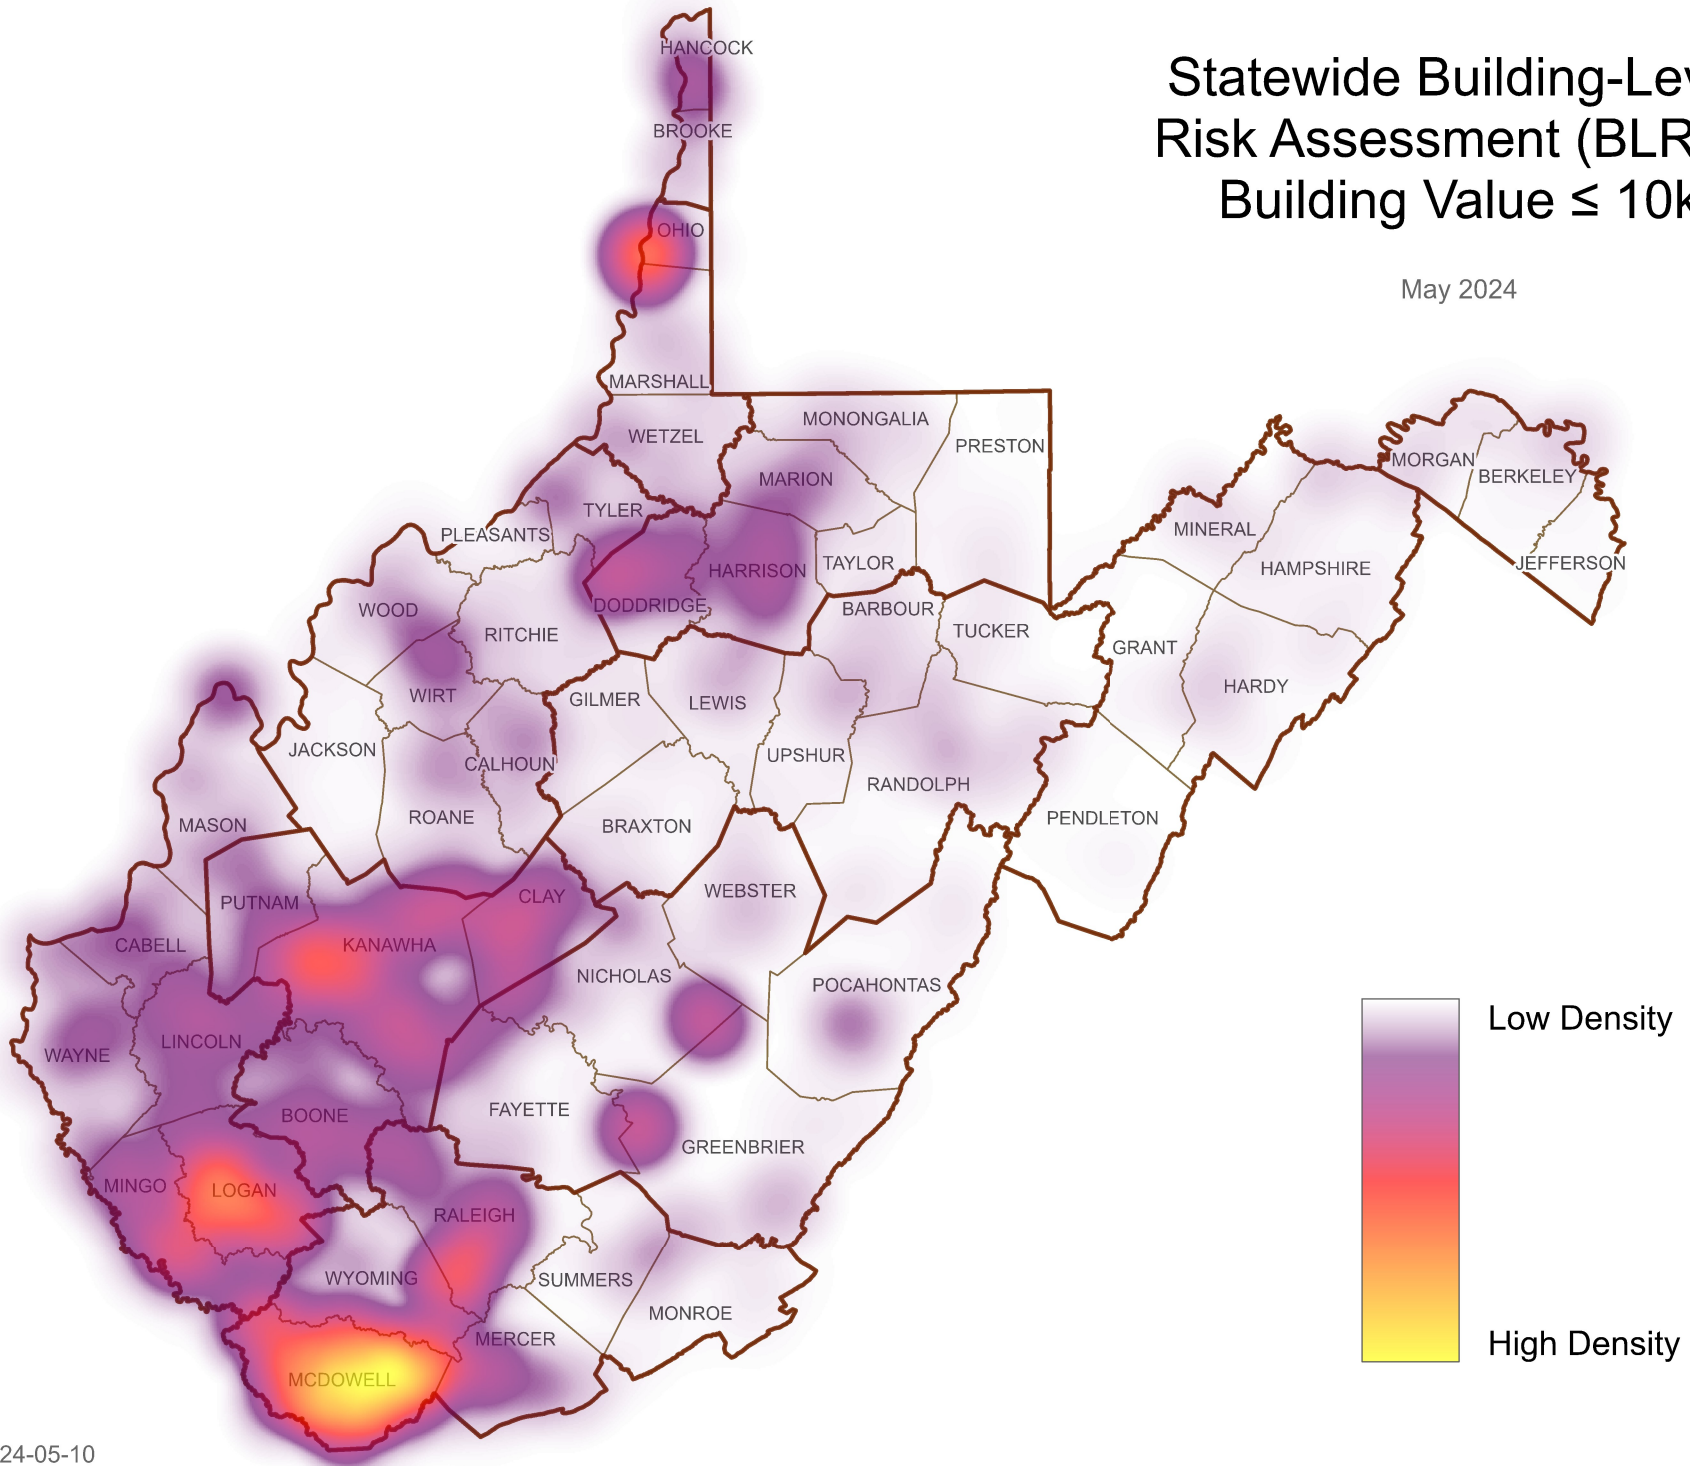 Statewide Building-Lev
Risk Assessment (BLR
Building Value ≤ 10k
May 2024
HANCOCK
BROOKE
OHIO
MARSHALL
WETZEL
MONONGALIA
PRESTON
MARION
MORGAN
BERKELEY
TYLER
PLEASANTS
MINERAL
TAYLOR
JEFFERSON
HARRISON
HAMPSHIRE
DODDRIDGE
WOOD
BARBOUR
RITCHIE
TUCKER
GRANT
WIRT
GILMER
LEWIS
HARDY
JACKSON
UPSHUR
CALHOUN
RANDOLPH
ROANE
PENDLETON
MASON
BRAXTON
WEBSTER
CLAY
PUTNAM
CABELL
KANAWHA
NICHOLAS
POCAHONTAS
Low Density
LINCOLN
WAYNE
FAYETTE
BOONE
GREENBRIER
MINGO
LOGAN
RALEIGH
WYOMING
SUMMERS
MONROE
MERCER
High Density
MCDOWELL
24-05-10